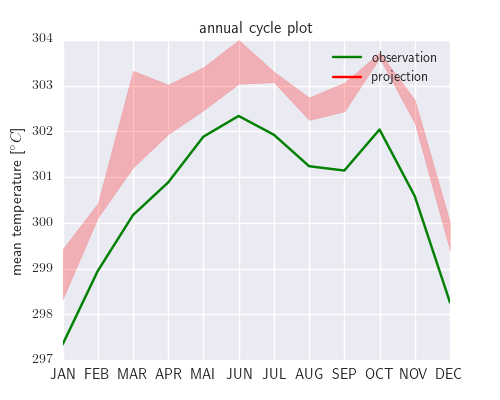 annual cycle plot
observation
projection
mean temperature [°C]
304
303
302
301
300
299
298
297
JAN FEB MAR APR MAI JUN JUL AUG SEP OCT NOV DEC